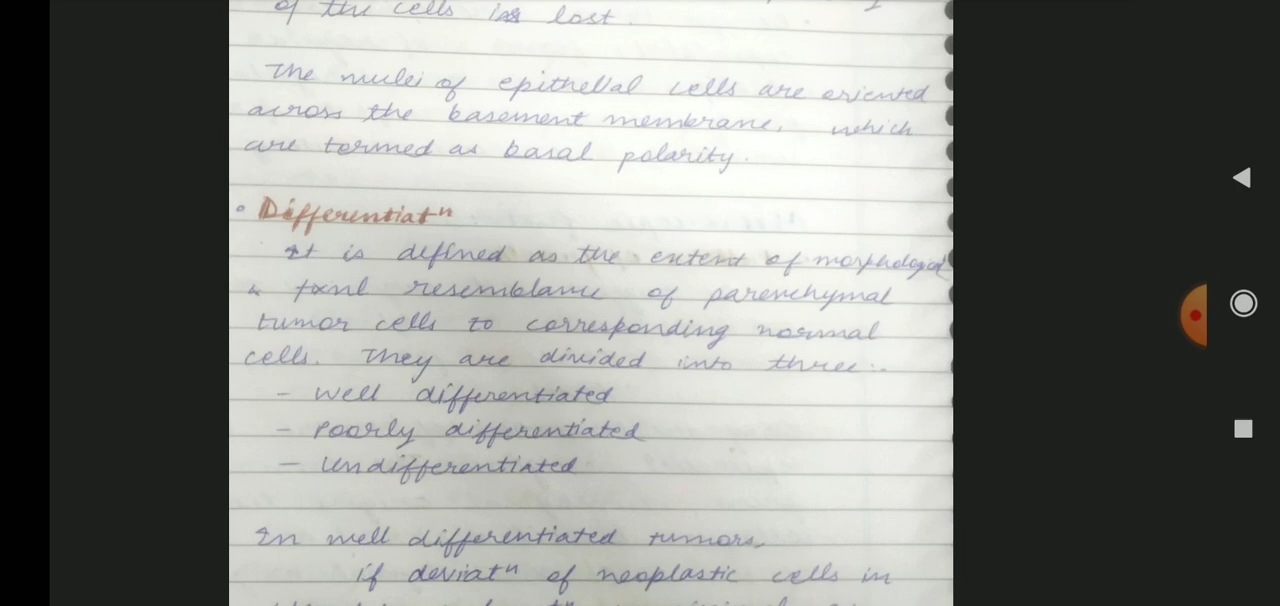 of the cells is lost.
The nulei of epithelial cells are oriented
across the basement membrane, which
are termed as basal polarity.
• Differentiatⁿ
It is defined as the extent of morphological
& fxnl resemblance of parenchymal
tumor cells to corresponding normal
cells. They are divided into three:-
- well differentiated
- Poorly differentiated
- Undifferentiated
In well differentiated tumors,
if deviatⁿ of neoplastic cells in